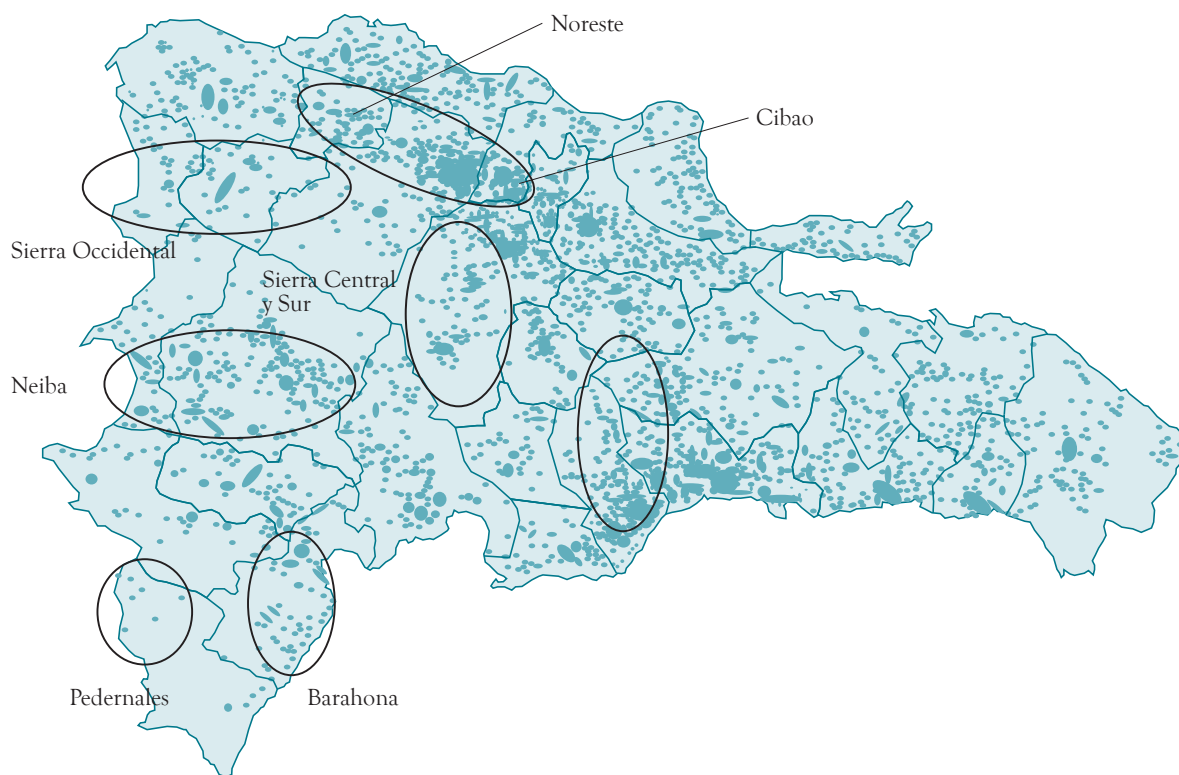 Noreste
Cibao
Sierra Occidental
Sierra Central
y Sur
Neiba
Pedernales
Barahona